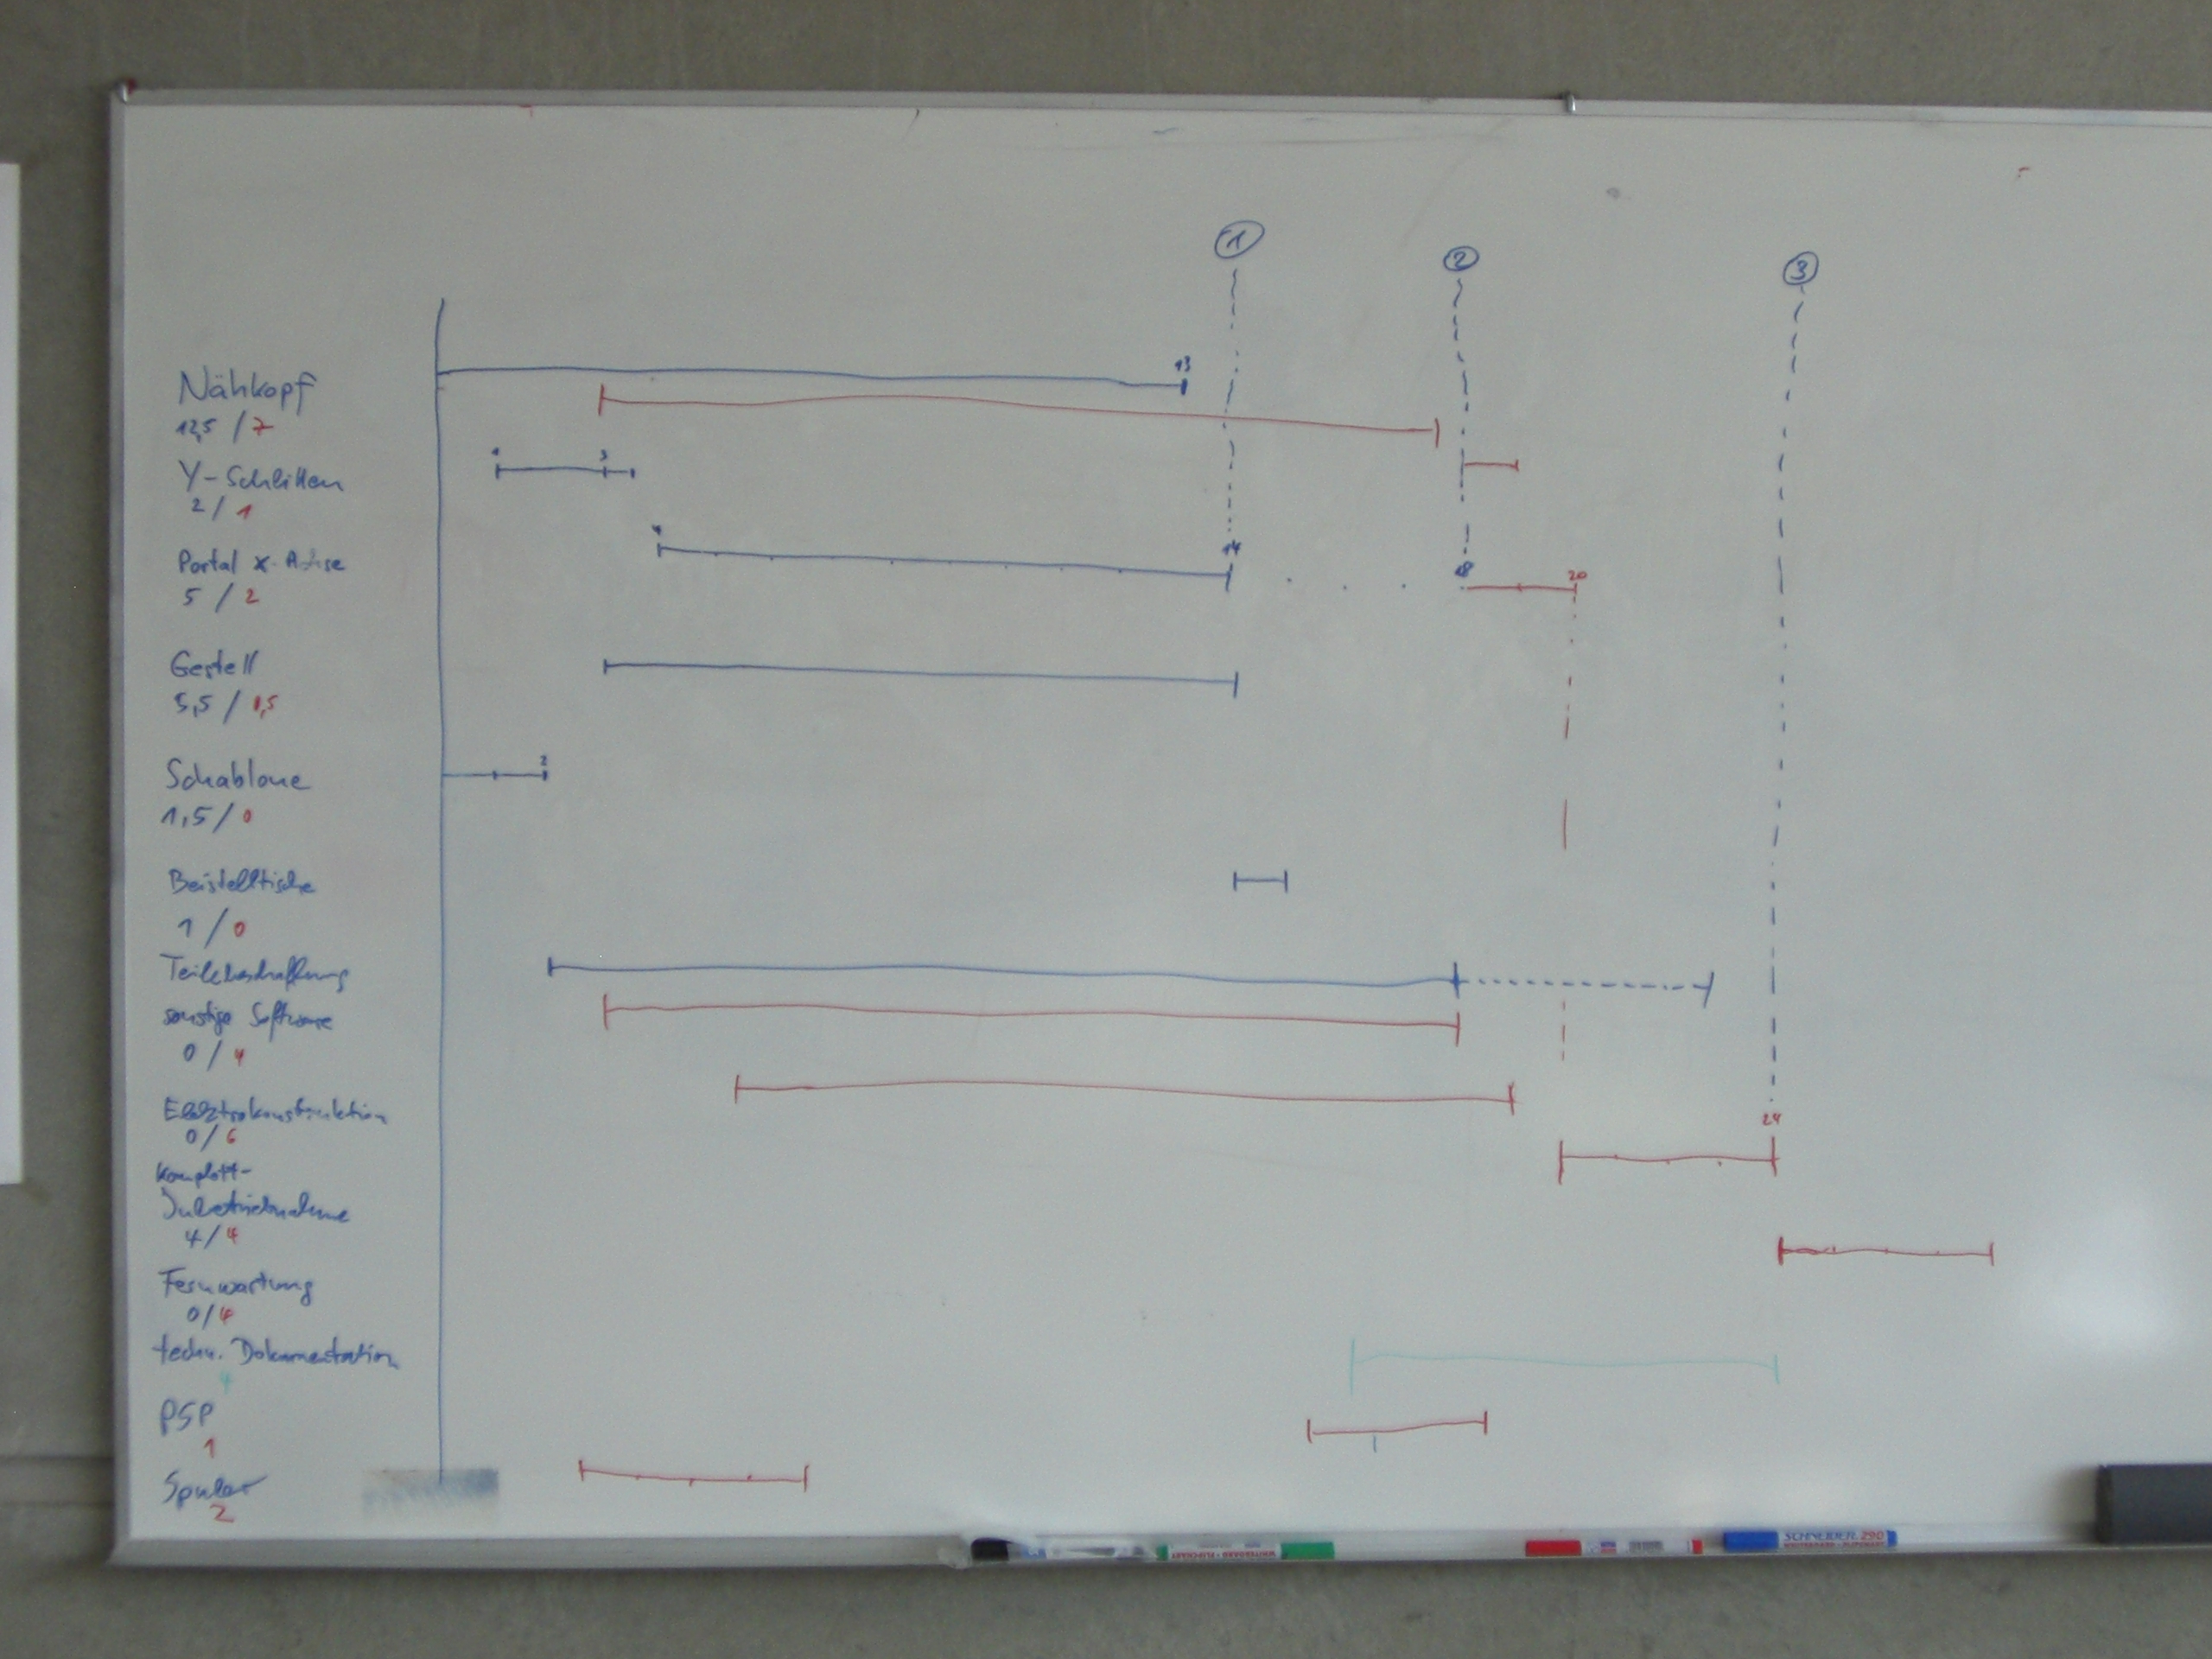 1
2
3
13
Nähkopf
12,5 / 7
1
3
Y-Schlitten
2 / 1
4
14
18
20
Portal x-Achse
5 / 2
Gestell
5,5 / 0,5
2
Schablone
1,5 / 0
Beistelltische
1 / 0
Teilebeschaffung
sonstige Software
0 / 4
Elektrokonstruktion
0/6
24
Komplett-
Inbetriebnahme
4/4
Fernwartung
0/4
techn. Dokumentation
4
PSP
1
Spuler
2
SCHNEIDER 290